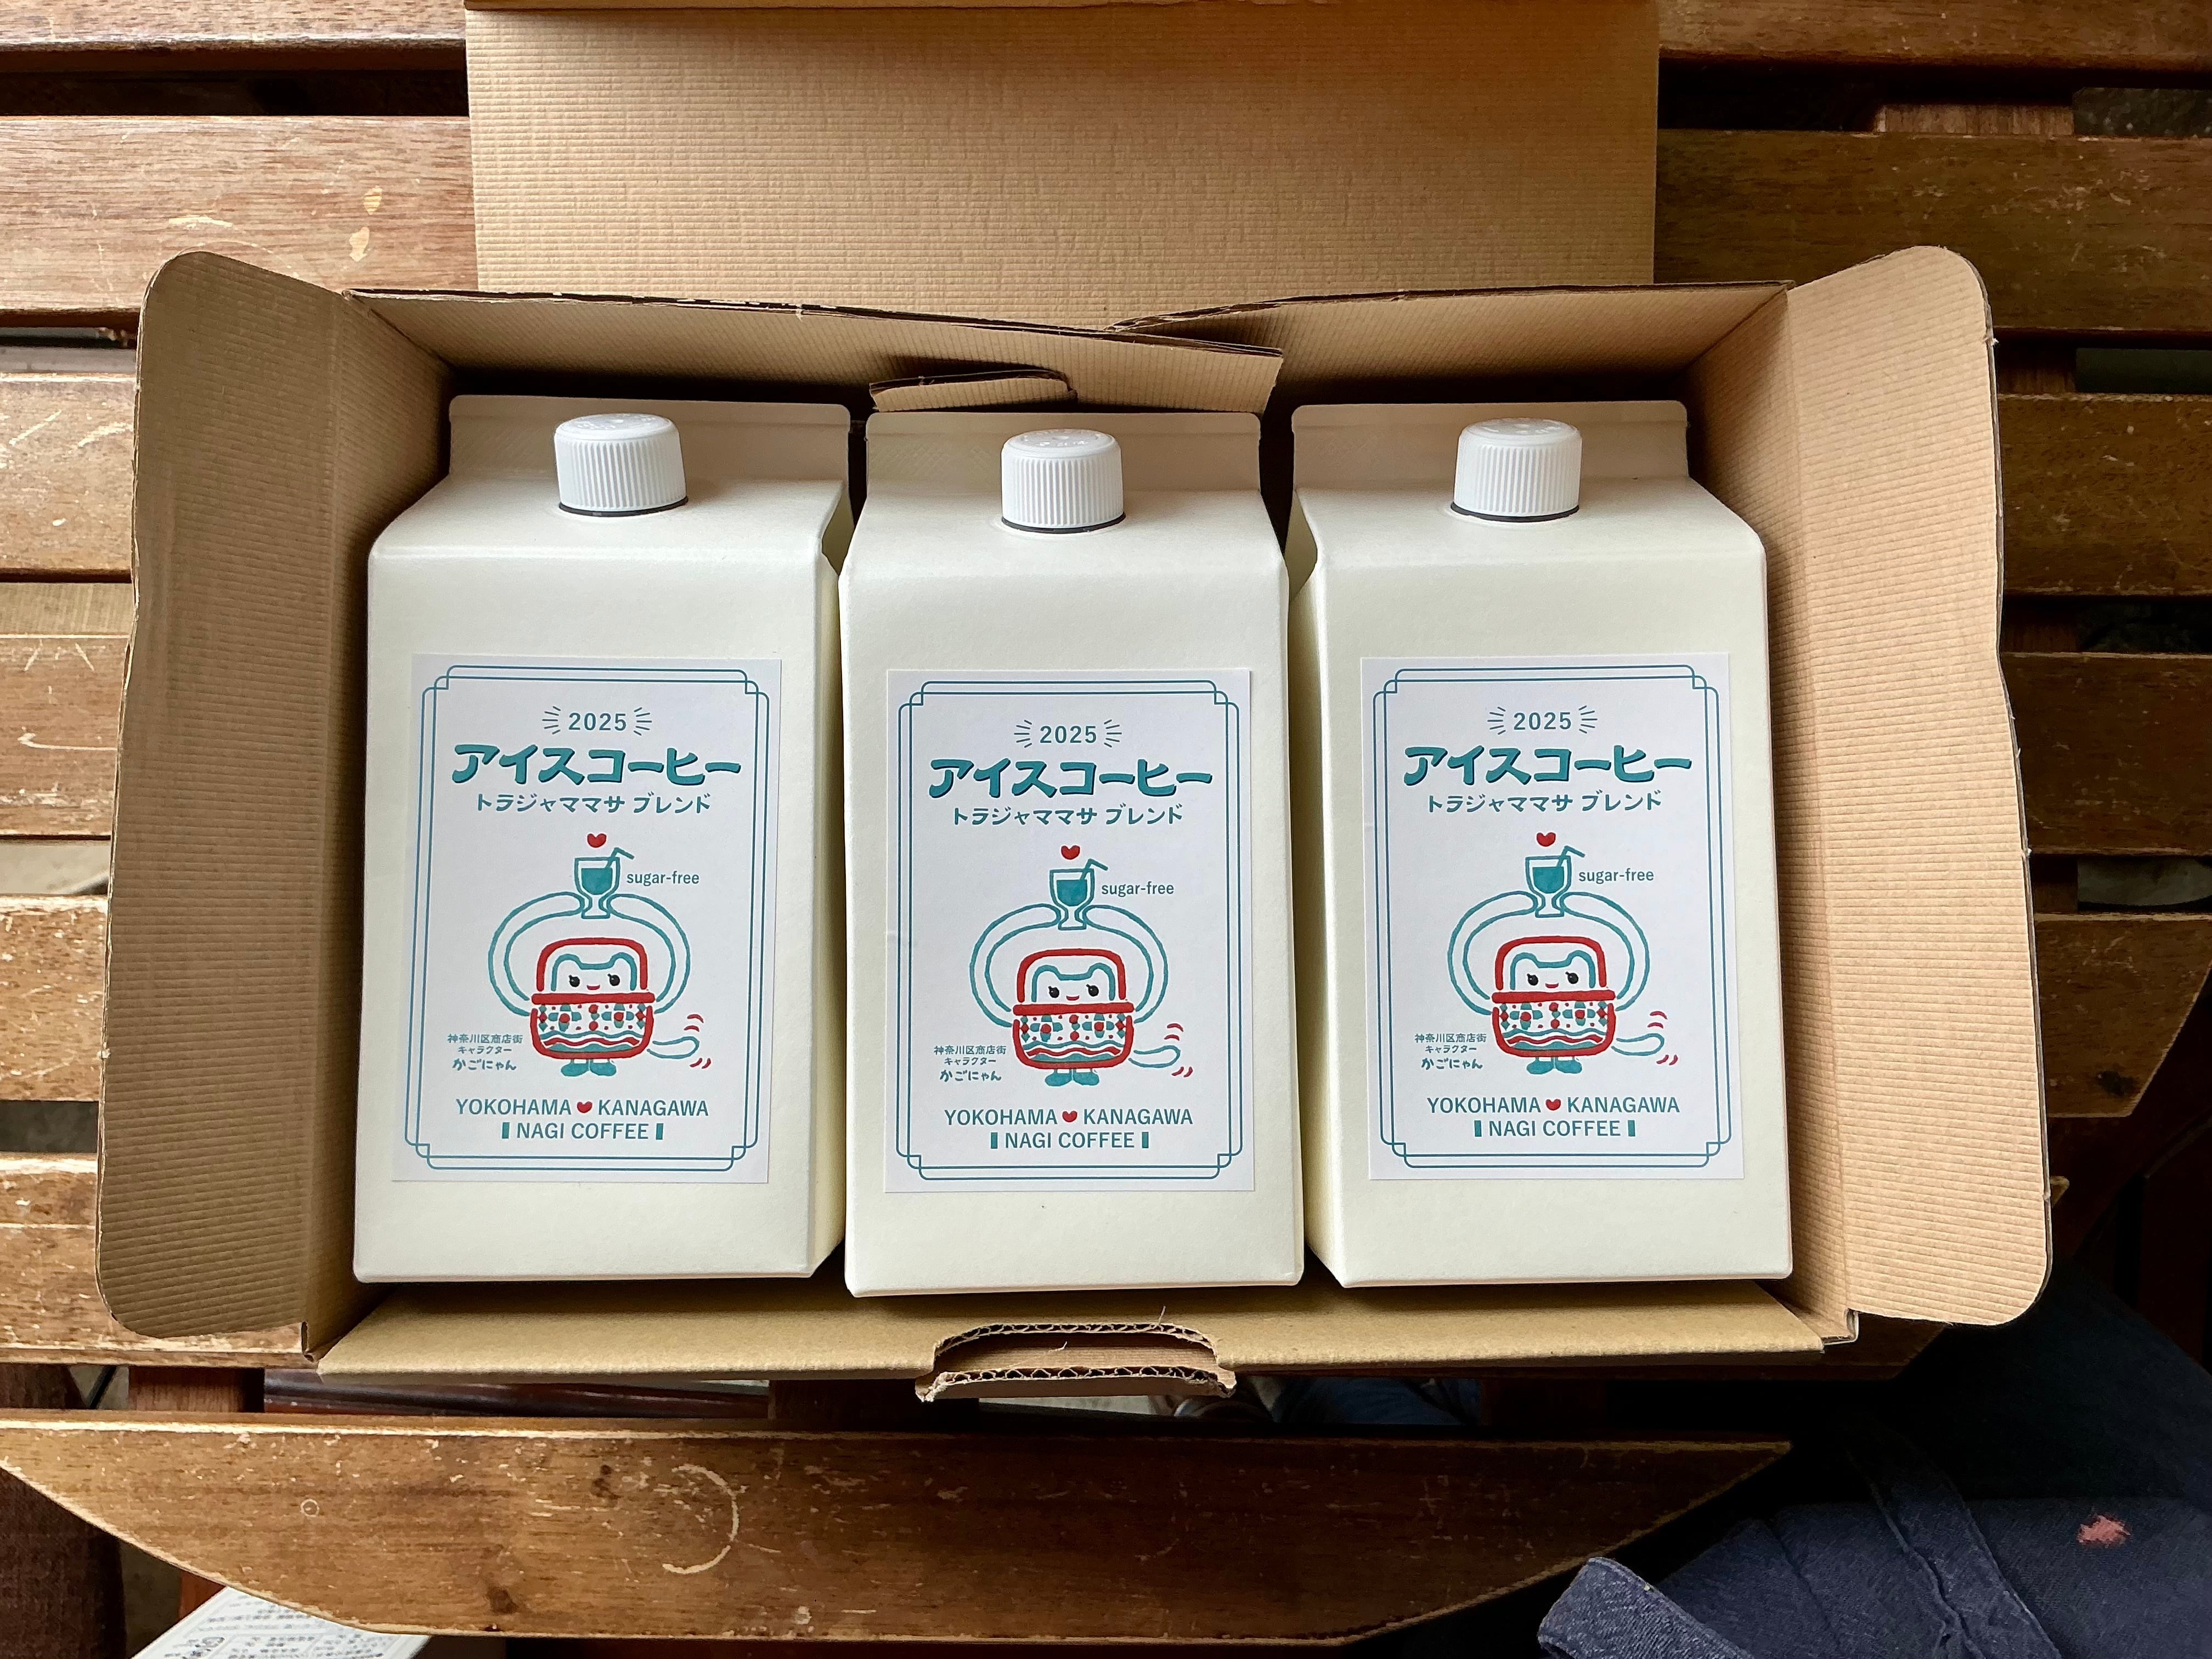 2025
アイスコーヒー
トラジャママサ ブレンド
sugar-free
神奈川区商店街
キャラクター
かごにゃん
YOKOHAMA KANAGAWA
NAGI COFFEE
2025
アイスコーヒー
トラジャママサ ブレンド
sugar-free
神奈川区商店街
キャラクター
かごにゃん
YOKOHAMA KANAGAWA
NAGI COFFEE
2025
アイスコーヒー
トラジャママサ ブレンド
sugar-free
神奈川区商店街
キャラクター
かごにゃん
YOKOHAMA KANAGAWA
NAGI COFFEE